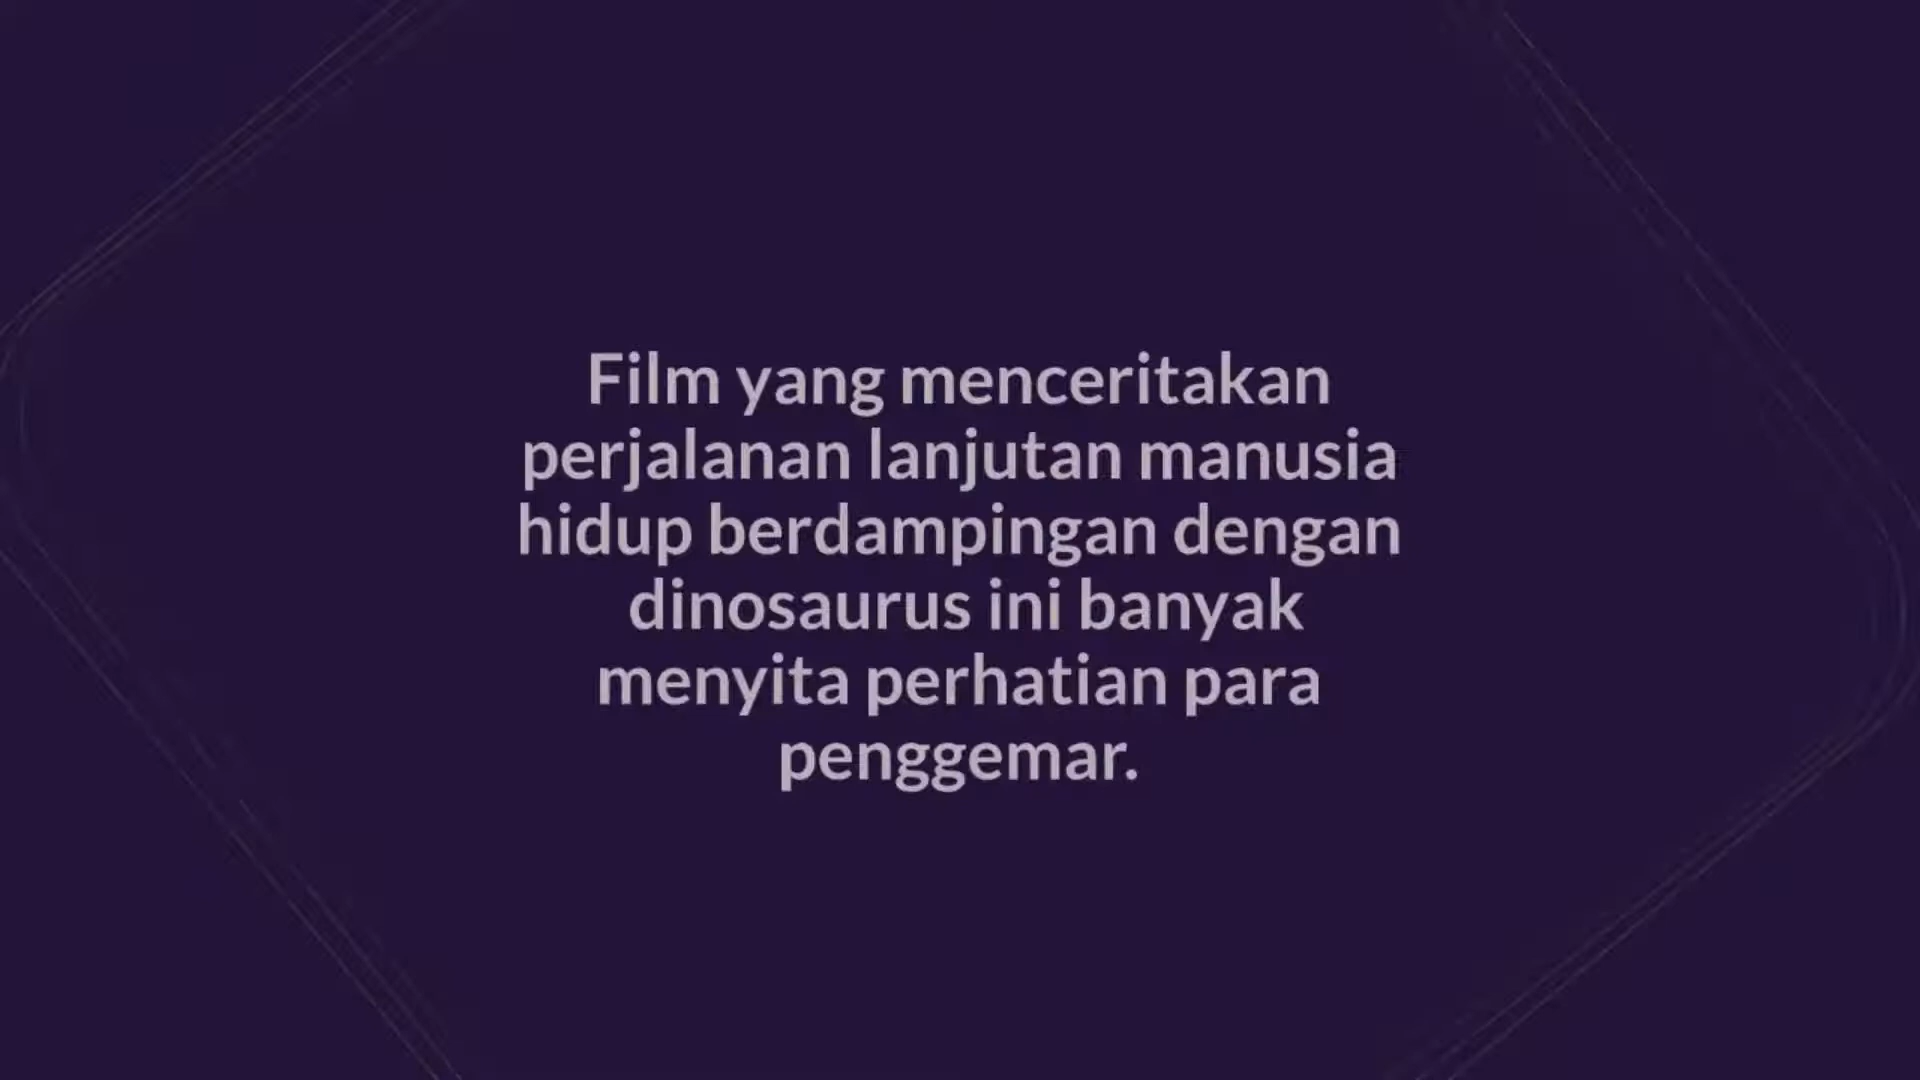 Film yang menceritakan
perjalanan lanjutan manusia
hidup berdampingan dengan
dinosaurus ini banyak
menyita perhatian para
penggemar.